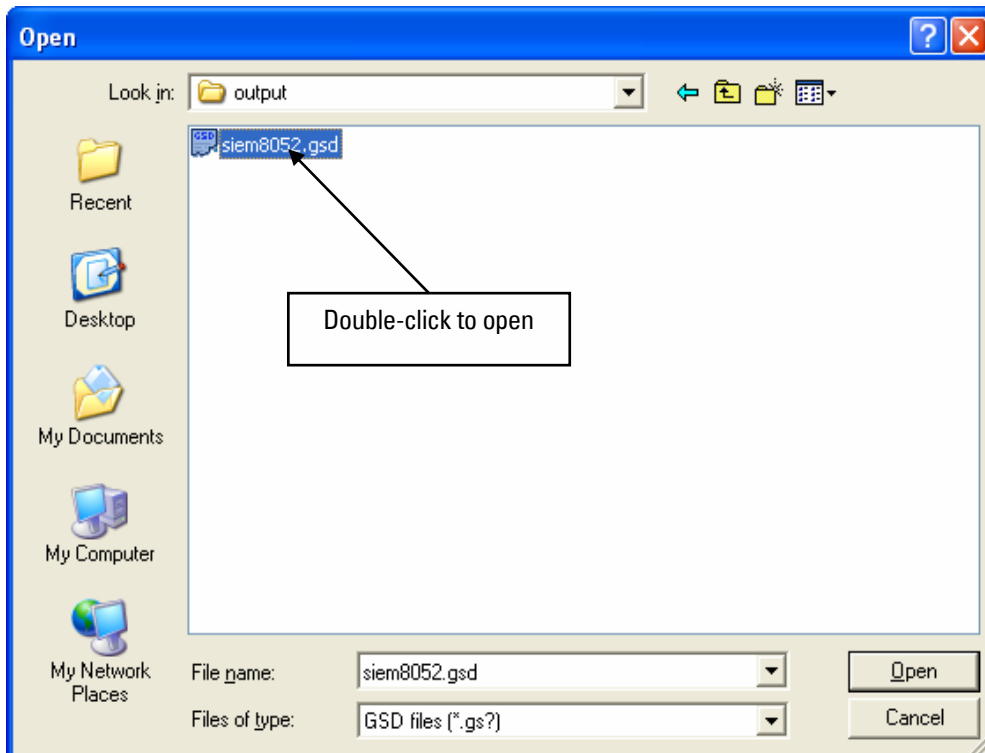 Open
Look in:
output
GSD
siem8052.gsd
Recent
Desktop
Double-click to open
My Documents
My Computer
My Network
Places
File name:
siem8052.gsd
Open
Files of type:
GSD files (*.gs?)
Cancel